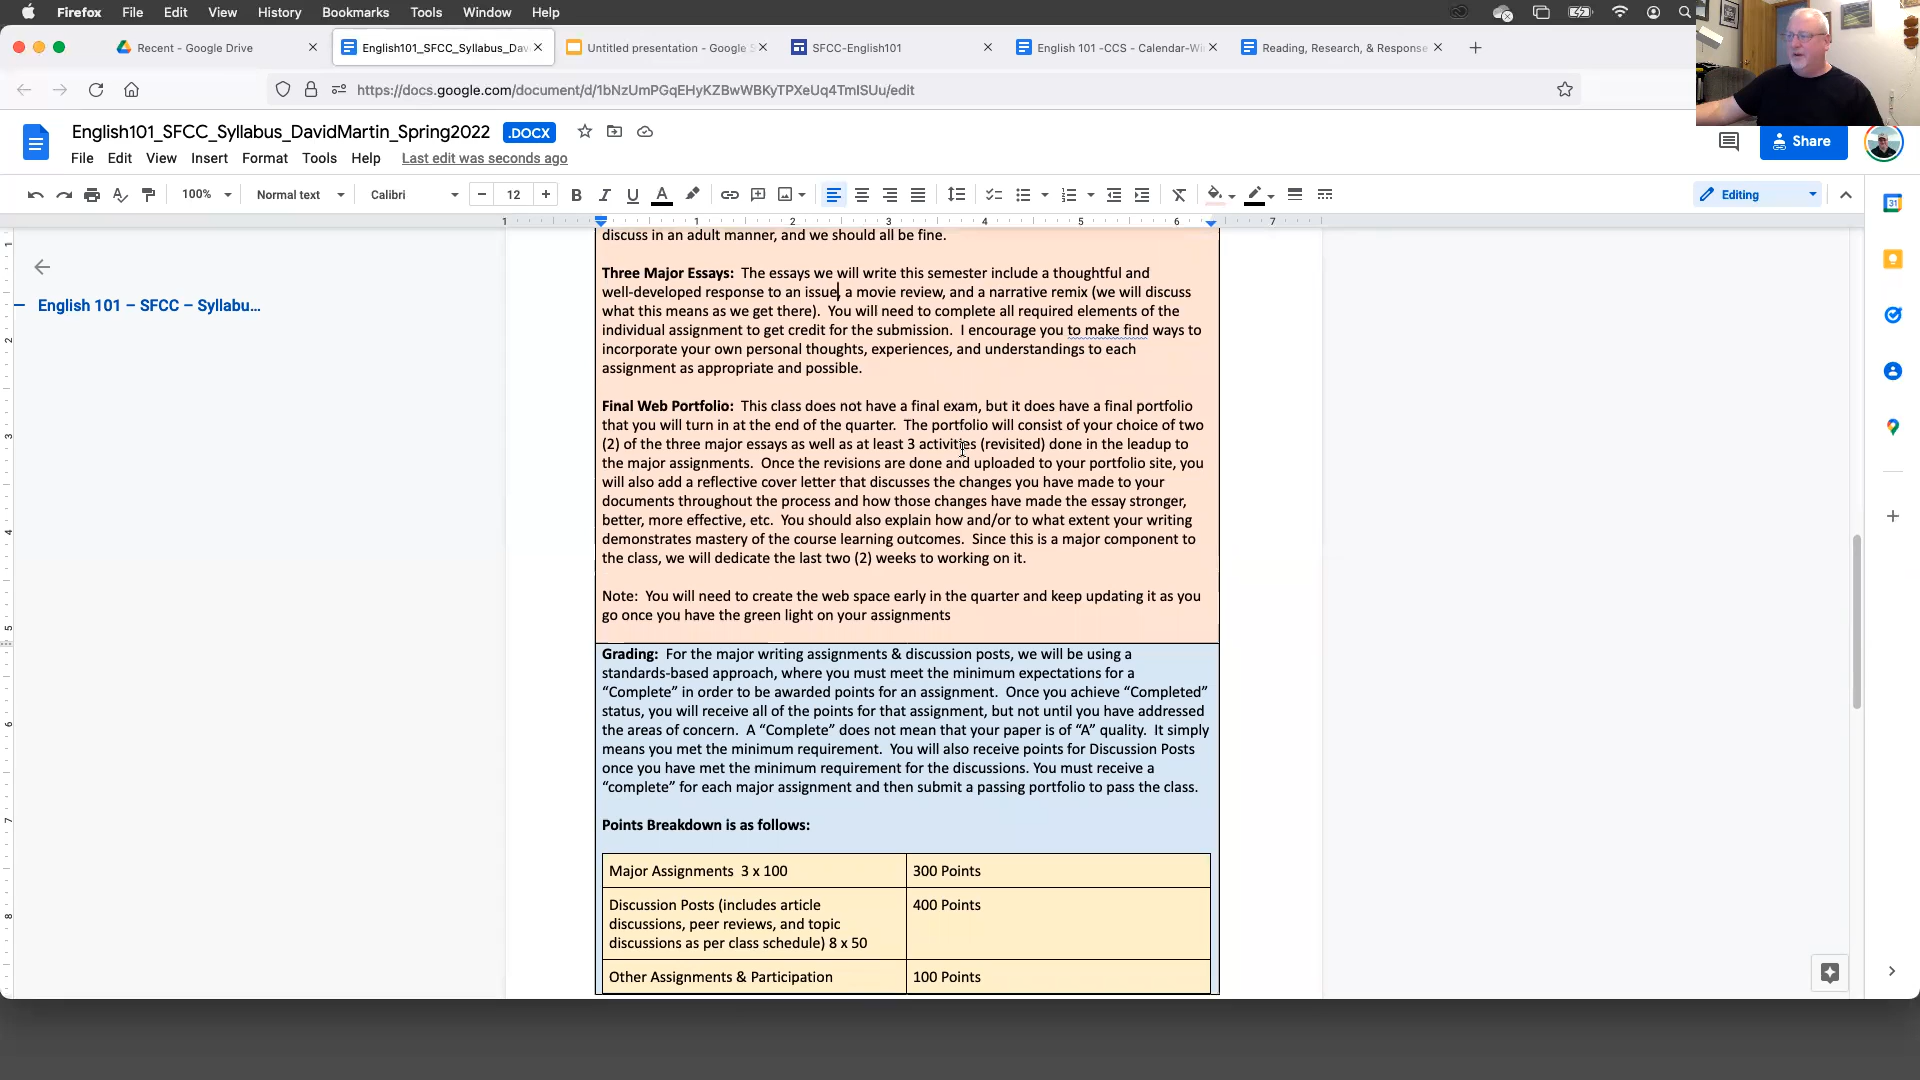 Firefox File Edit View History Bookmarks Tools Window Help
Recent - Google Drive
English101_SFCC_Syllabus_Dav
Untitled presentation - Google S
SFCC-English101
English 101 -CCS - Calendar-Wi
Reading, Research, & Response
https://docs.google.com/document/d/1bNzUmPGqEHyKZBwWBKyTPXeUq4TmISUu/edit
English101_SFCC_Syllabus_DavidMartin_Spring2022 .DOCX
File Edit View Insert Format Tools Help Last edit was seconds ago
Share
100% Normal text Calibri 12 Editing
1 1 2 3 4 5 6 7
English 101 – SFCC – Syllabu...
discuss in an adult manner, and we should all be fine.
Three Major Essays:  The essays we will write this semester include a thoughtful and
well-developed response to an issue, a movie review, and a narrative remix (we will discuss
what this means as we get there).  You will need to complete all required elements of the
individual assignment to get credit for the submission.  I encourage you to make find ways to
incorporate your own personal thoughts, experiences, and understandings to each
assignment as appropriate and possible.
Final Web Portfolio:  This class does not have a final exam, but it does have a final portfolio
that you will turn in at the end of the quarter.  The portfolio will consist of your choice of two
(2) of the three major essays as well as at least 3 activities (revisited) done in the leadup to
the major assignments.  Once the revisions are done and uploaded to your portfolio site, you
will also add a reflective cover letter that discusses the changes you have made to your
documents throughout the process and how those changes have made the essay stronger,
better, more effective, etc.  You should also explain how and/or to what extent your writing
demonstrates mastery of the course learning outcomes.  Since this is a major component to
the class, we will dedicate the last two (2) weeks to working on it.
Note:  You will need to create the web space early in the quarter and keep updating it as you
go once you have the green light on your assignments
Grading:  For the major writing assignments & discussion posts, we will be using a
standards-based approach, where you must meet the minimum expectations for a
“Complete” in order to be awarded points for an assignment.  Once you achieve “Completed”
status, you will receive all of the points for that assignment, but not until you have addressed
the areas of concern.  A “Complete” does not mean that your paper is of “A” quality.  It simply
means you met the minimum requirement.  You will also receive points for Discussion Posts
once you have met the minimum requirement for the discussions. You must receive a
“complete” for each major assignment and then submit a passing portfolio to pass the class.
Points Breakdown is as follows:
Major Assignments  3 x 100
300 Points
Discussion Posts (includes article
discussions, peer reviews, and topic
discussions as per class schedule) 8 x 50
400 Points
Other Assignments & Participation
100 Points